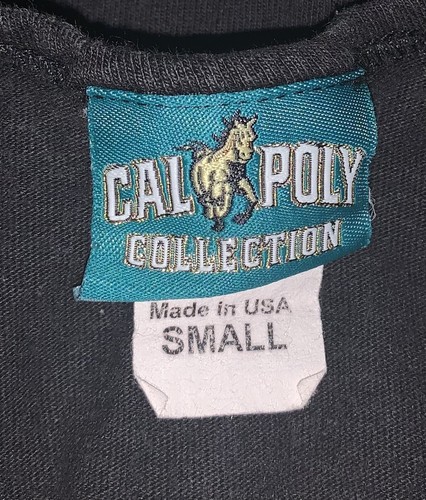 CAL POLY
COLLECTION
Made in USA
SMALL